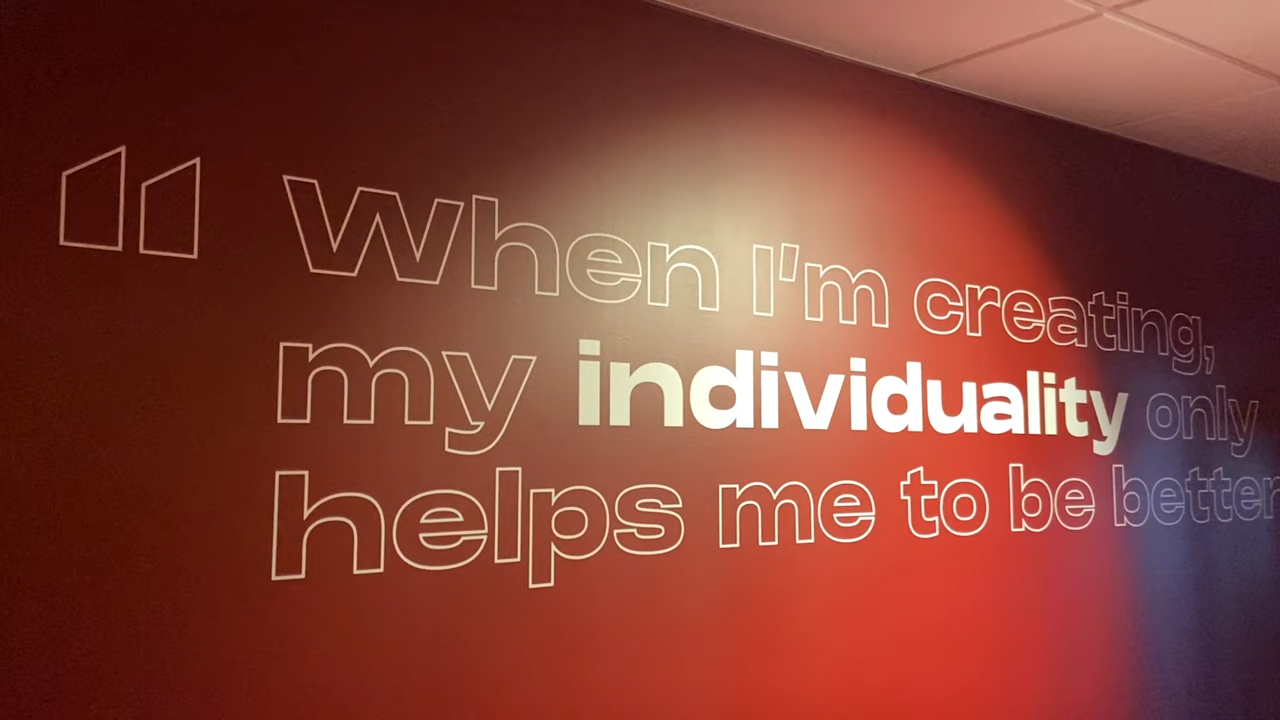 “ When I'm creating,
my individuality only
helps me to be better